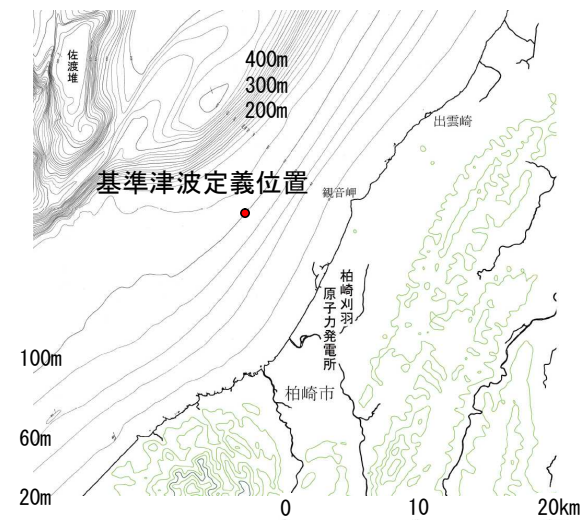 佐渡堆
400m
300m
200m
出雲崎
基準津波定義位置
観音岬
柏崎刈羽
原子力発電所
100m
柏崎市
60m
20m
0
10
20km